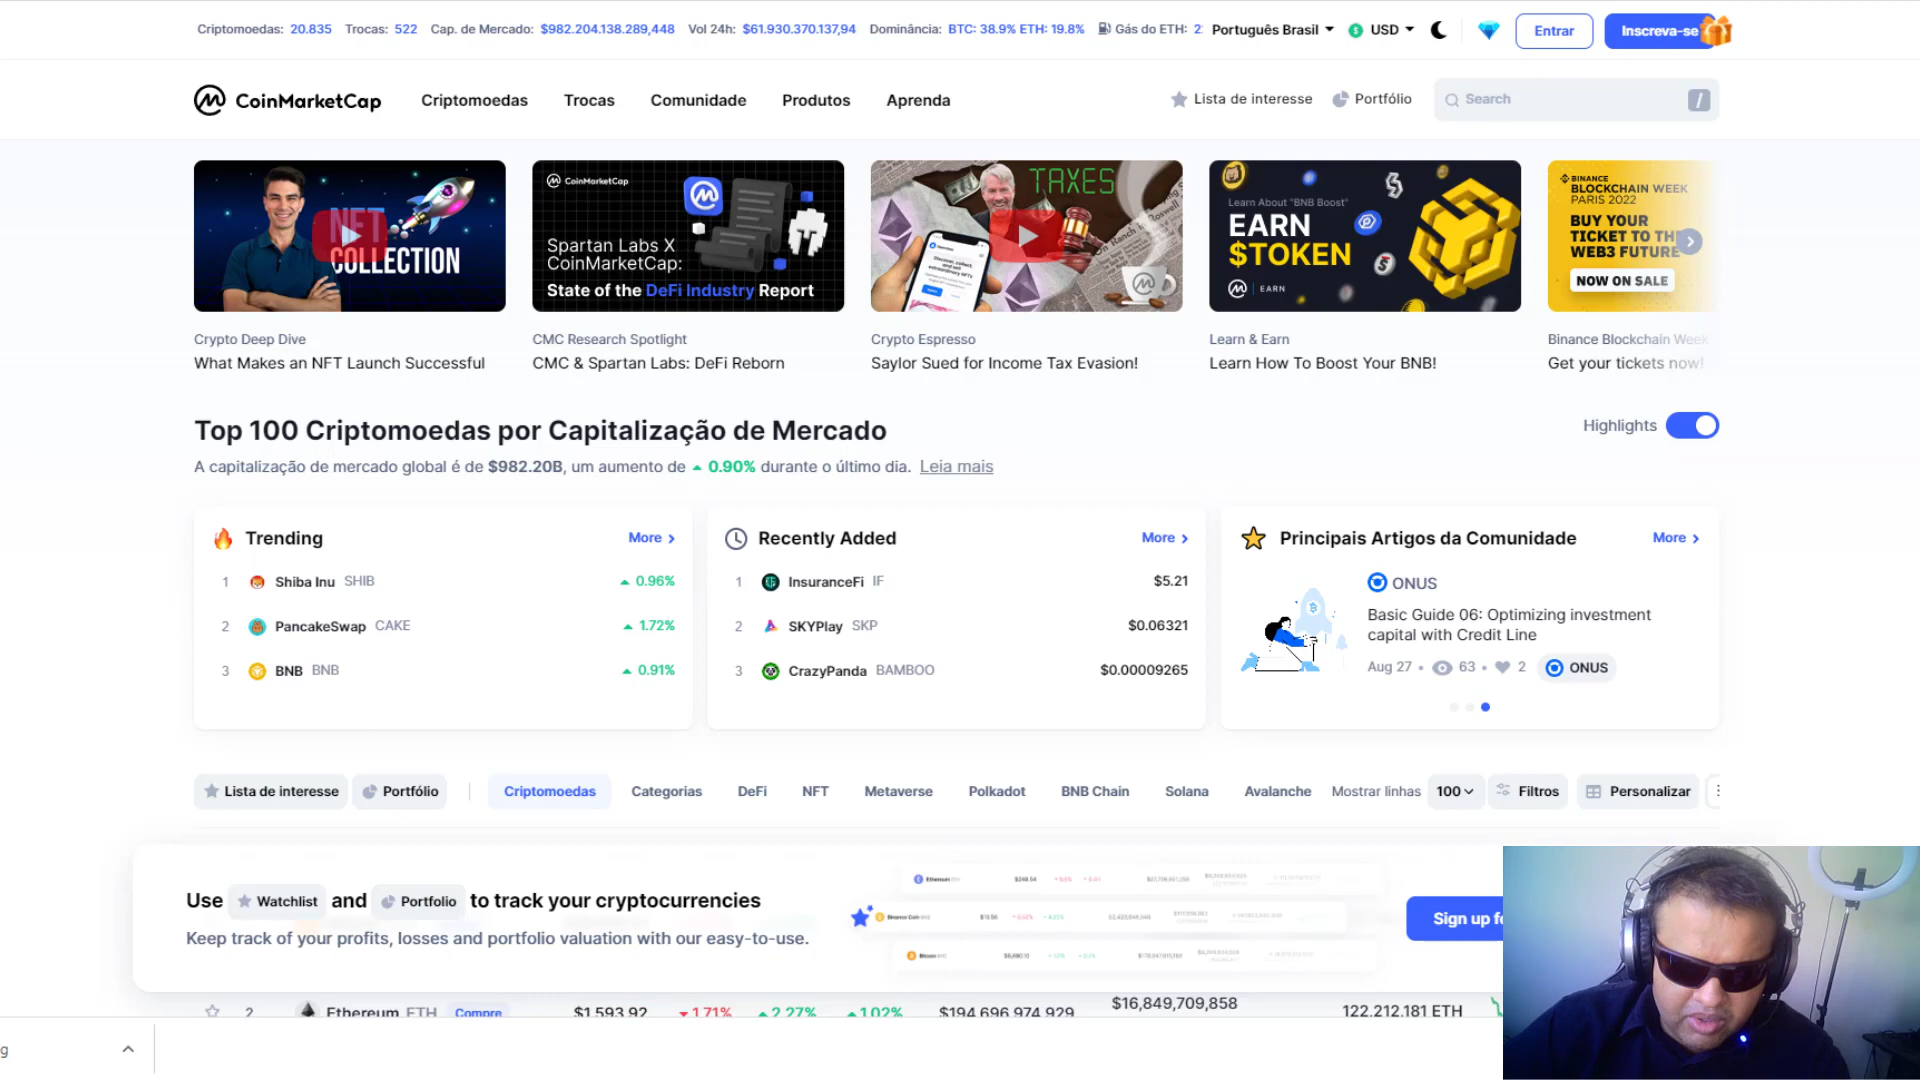 Criptomoedas: 20.835 Trocas: 522 Cap. de Mercado: $982.204.138.289,448 Vol 24h: $61.930.370.137,94 Dominância: BTC: 38.9% ETH: 19.8% Gás do ETH: 2 Português Brasil USD Entrar Inscreva-se
CoinMarketCap Criptomoedas Trocas Comunidade Produtos Aprenda Lista de interesse Portfólio Search /
NFT
COLLECTION
CoinMarketCap
Spartan Labs X
CoinMarketCap:
State of the DeFi Industry Report
TAXES
Learn About "BNB Boost"
EARN
$TOKEN
EARN
BINANCE
BLOCKCHAIN WEEK
PARIS 2022
BUY YOUR
TICKET TO TH
WEB3 FUTURE
NOW ON SALE
Crypto Deep Dive
What Makes an NFT Launch Successful
CMC Research Spotlight
CMC & Spartan Labs: DeFi Reborn
Crypto Espresso
Saylor Sued for Income Tax Evasion!
Learn & Earn
Learn How To Boost Your BNB!
Binance Blockchain Week
Get your tickets now!
Top 100 Criptomoedas por Capitalização de Mercado
Highlights
A capitalização de mercado global é de $982.20B, um aumento de 0.90% durante o último dia. Leia mais
Trending More
1 Shiba Inu SHIB 0.96%
2 PancakeSwap CAKE 1.72%
3 BNB BNB 0.91%
Recently Added More
1 InsuranceFi IF $5.21
2 SKYPlay SKP $0.06321
3 CrazyPanda BAMBOO $0.00009265
Principais Artigos da Comunidade More
ONUS
Basic Guide 06: Optimizing investment
capital with Credit Line
Aug 27 • 63 • 2 ONUS
Lista de interesse Portfólio Criptomoedas Categorias DeFi NFT Metaverse Polkadot BNB Chain Solana Avalanche Mostrar linhas 100 Filtros Personalizar
Use Watchlist and Portfolio to track your cryptocurrencies
Keep track of your profits, losses and portfolio valuation with our easy-to-use.
Sign up fo
2 Ethereum ETH Compre $1,593.92 1.71% 2.27% 1.02% $194,696,974,929 $16,849,709,858 122,212,181 ETH
g